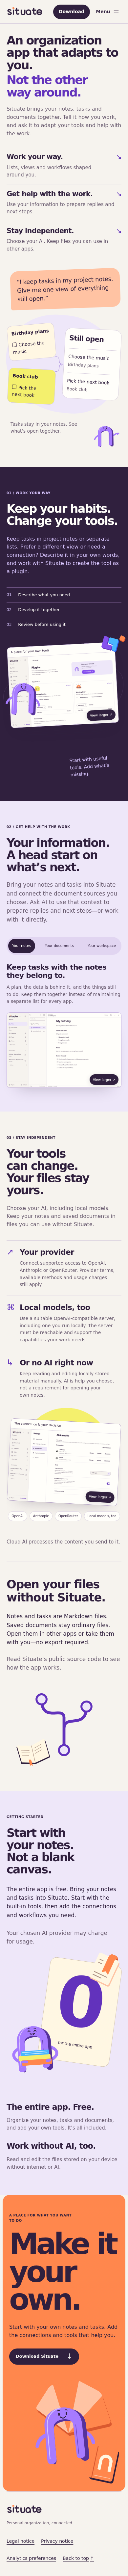 situate
Download
Menu
An organization
app that adapts to
you.
Not the other
way around.
Situate brings your notes, tasks and
documents together. Tell it how you work,
and ask it to adapt your tools and help with
the work.
Work your way.
Lists, views and workflows shaped
around you.
Get help with the work.
Use your information to prepare replies and
next steps.
Stay independent.
Choose your AI. Keep files you can use in
other apps.
“I keep tasks in my project notes.
Give me one view of everything
still open.”
Birthday plans
Choose the
music
Book club
Pick the
next book
Still open
Choose the music
Birthday plans
Pick the next book
Book club
Tasks stay in your notes. See
what's open together.
01 / WORK YOUR WAY
Keep your habits.
Change your tools.
Keep tasks in project notes or separate
lists. Prefer a different view or need a
connection? Describe it in your own words,
and work with Situate to create the tool as
a plugin.
01 Describe what you need
02 Develop it together
03 Review before using it
A place for your own tools
Plugins
View larger ↗
Start with useful
tools. Add what's
missing.
02 / GET HELP WITH THE WORK
Your information.
A head start on
what’s next.
Bring your notes and tasks into Situate
and connect the document sources you
choose. Ask AI to use that context to
prepare replies and next steps—or work
with it directly.
Your notes
Your documents
Your workspace
Keep tasks with the notes
they belong to.
A plan, the details behind it, and the things still
to do. Keep them together instead of maintaining
a separate list for every app.
View larger ↗
03 / STAY INDEPENDENT
Your tools
can change.
Your files stay
yours.
Choose your AI, including local models.
Keep your notes and saved documents in
files you can use without Situate.
Your provider
Connect supported access to OpenAI,
Anthropic or OpenRouter. Provider terms,
available methods and usage charges
still apply.
Local models, too
Use a suitable OpenAI-compatible server,
including one you run locally. The server
must be reachable and support the
capabilities your work needs.
Or no AI right now
Keep reading and editing locally stored
material manually. AI can help you choose,
not a requirement for opening your
own notes.
The connection is your decision
View larger ↗
OpenAI
Anthropic
OpenRouter
Local models, too
Cloud AI processes the content you send to it.
Open your files
without Situate.
Notes and tasks are Markdown files.
Saved documents stay ordinary files.
Open them in other apps or take them
with you—no export required.
Read Situate’s public source code to see
how the app works.
GETTING STARTED
Start with
your notes.
Not a blank
canvas.
The entire app is free. Bring your notes
and tasks into Situate. Start with the
built-in tools, then add the connections
and workflows you need.
Your chosen AI provider may charge
for usage.
0
for the entire app
The entire app. Free.
Organize your notes, tasks and documents,
and add your own tools. It's all included.
Work without AI, too.
Read and edit the files stored on your device
without internet or AI.
A PLACE FOR WHAT YOU WANT
TO DO
Make it
your
own.
Start with your own notes and tasks. Add
the connections and tools that help you.
Download Situate ↓
situate
Personal organization, connected.
Legal notice
Privacy notice
Analytics preferences
Back to top ↑